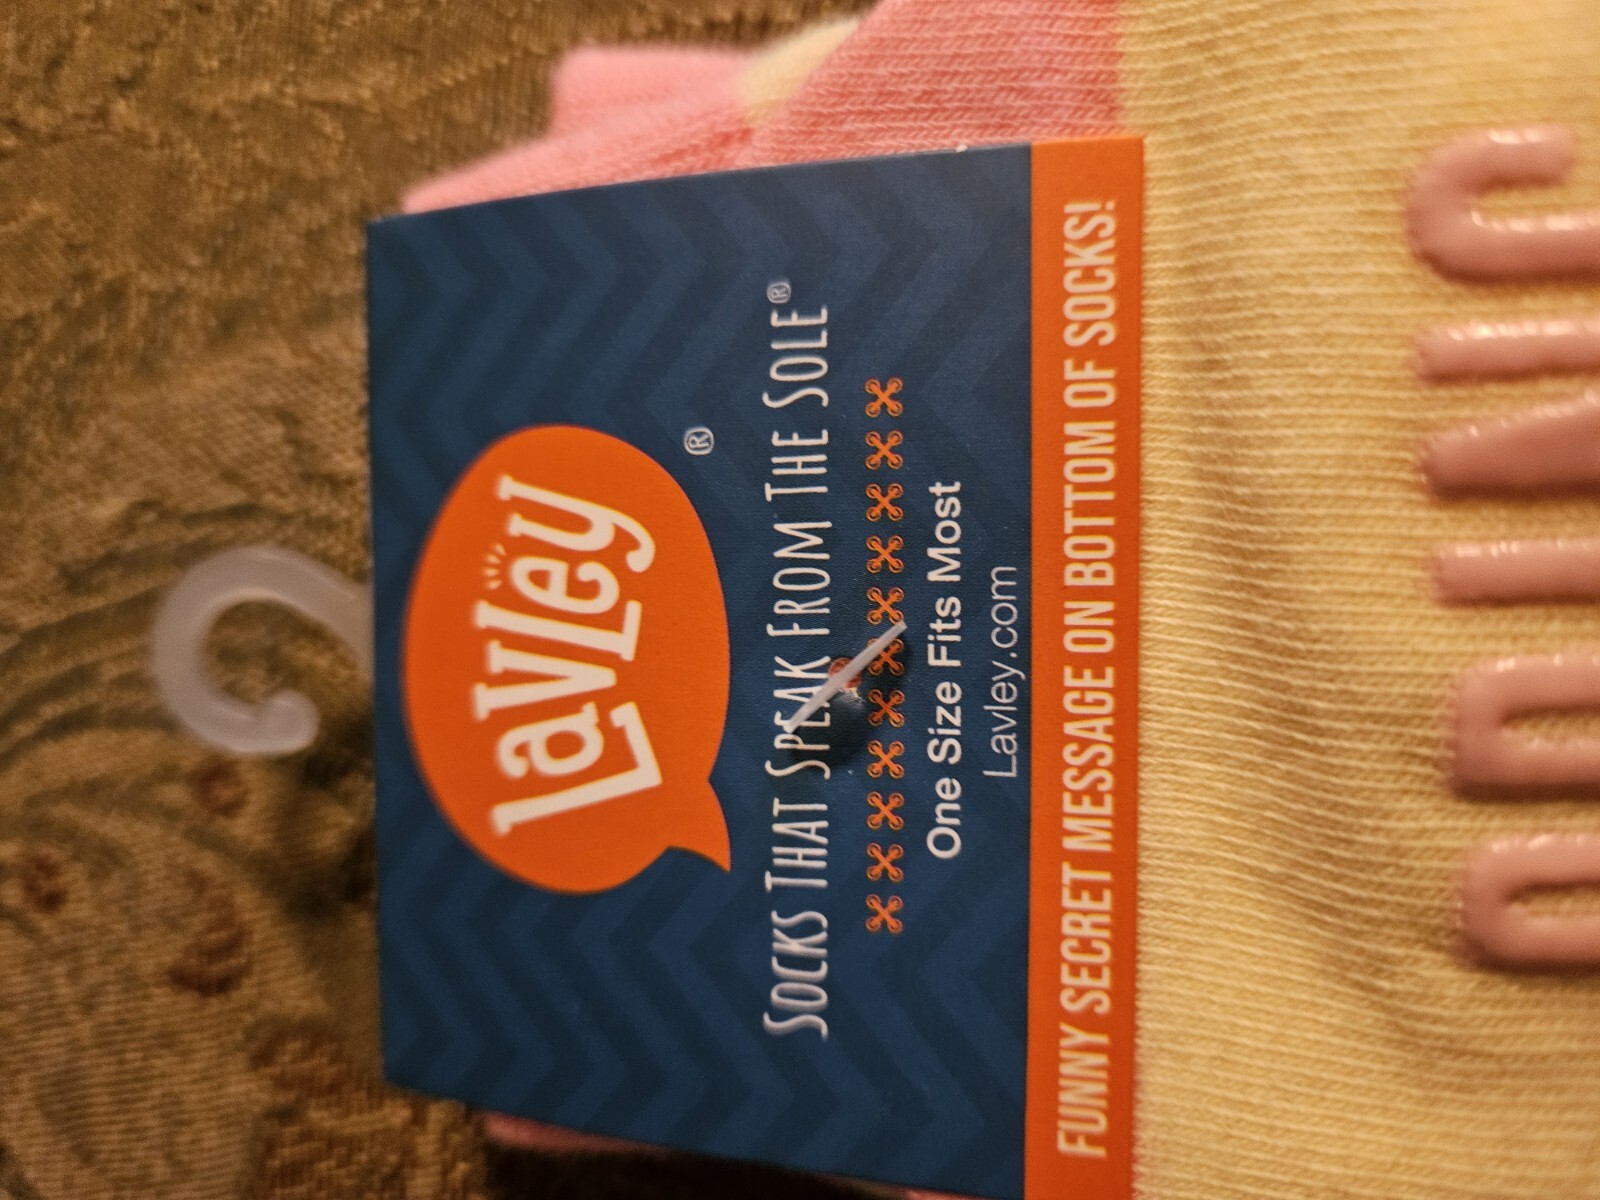 Lavley®
SOCKS THAT SPEAK FROM THE SOLE®
One Size Fits Most
Lavley.com
FUNNY SECRET MESSAGE ON BOTTOM OF SOCKS!